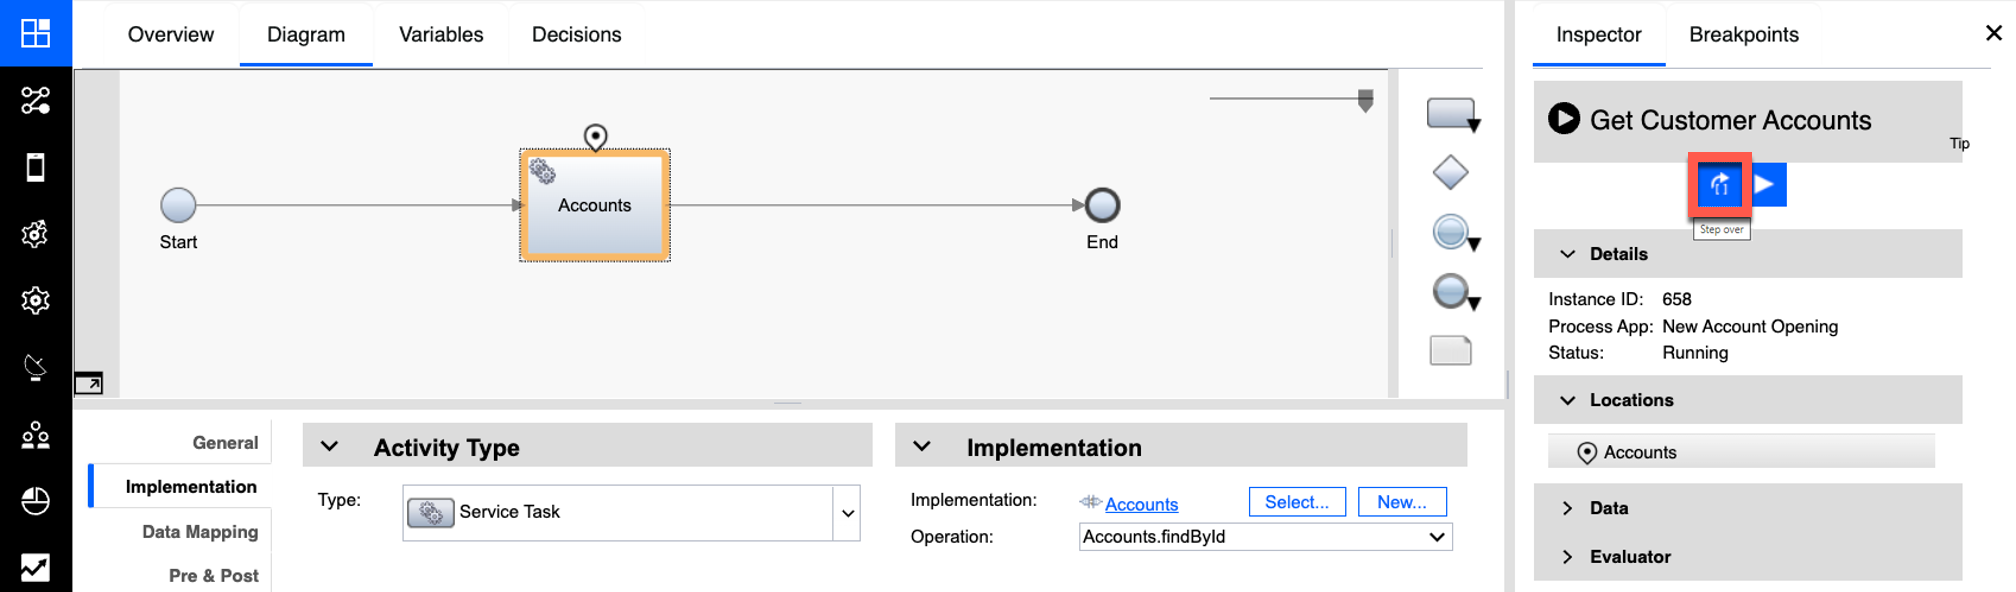 Overview
Diagram
Variables
Decisions
Inspector
Breakpoints
Accounts
Start
End
Get Customer Accounts
Tip
Step over
Details
Instance ID: 658
Process App: New Account Opening
Status: Running
Locations
Accounts
Data
Evaluator
General
Implementation
Data Mapping
Pre & Post
Activity Type
Type: Service Task
Implementation
Implementation: Accounts Select... New...
Operation: Accounts.findById